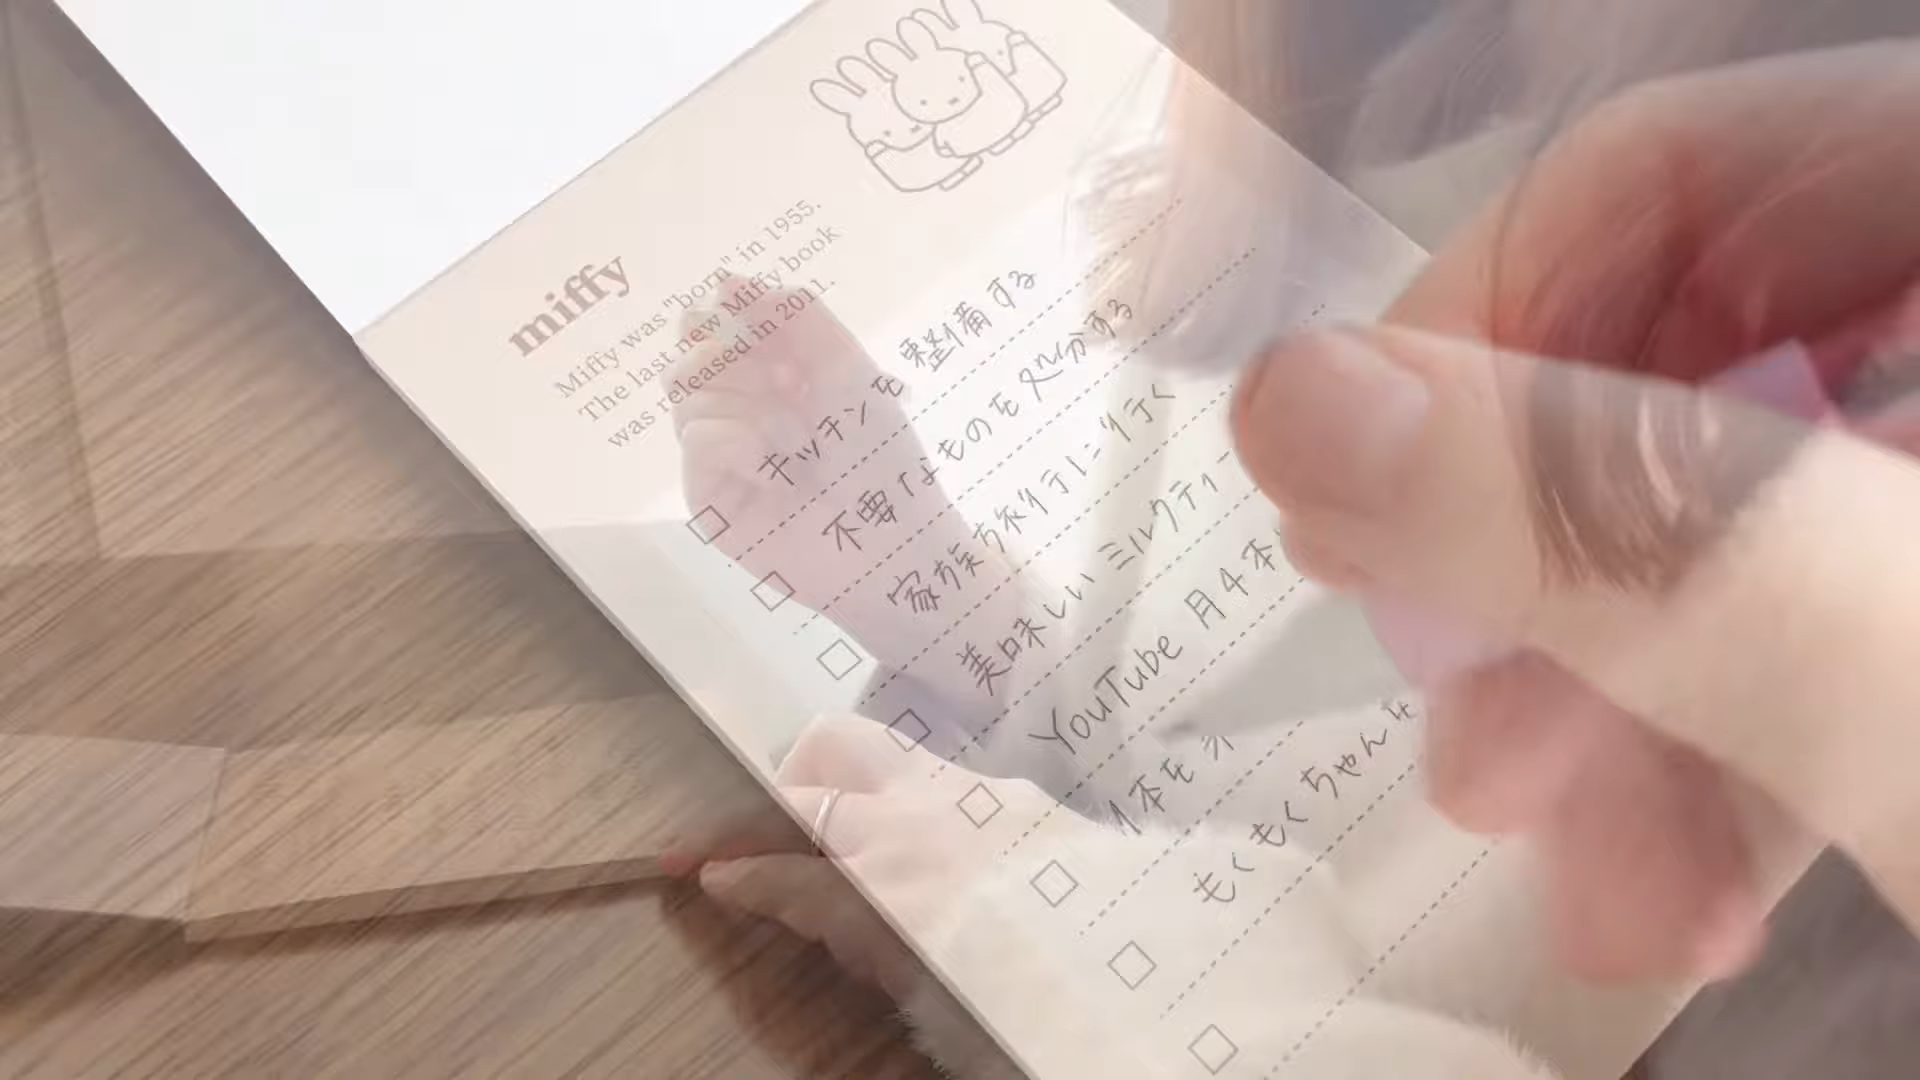 miffy
Miffy was "born" in 1955.
The last new Miffy book
was released in 2011.
キッチンを整備する
不要なものを処分する
家族旅行に行く
美味しいミルクティ
YouTube 月4本
1本を
もくもくちゃんを